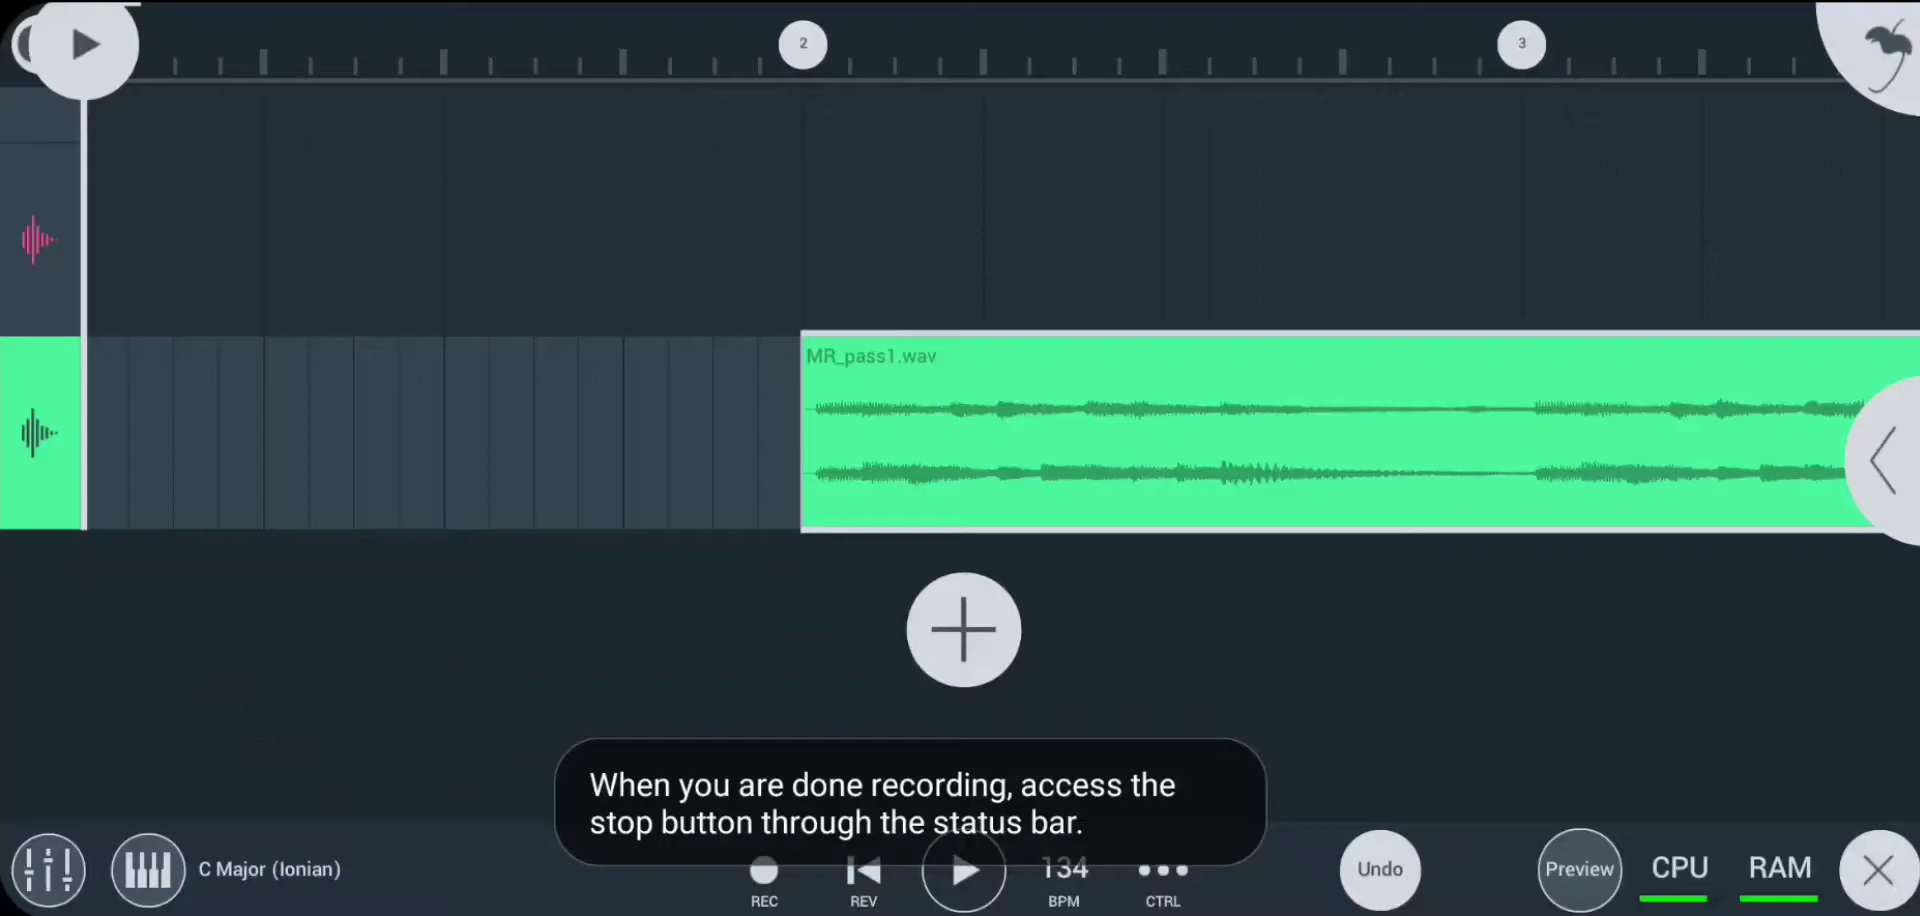 2
3
MR_pass1.wav
When you are done recording, access the
stop button through the status bar.
C Major (Ionian)
REC
REV
134
BPM
CTRL
Undo
Preview
CPU
RAM